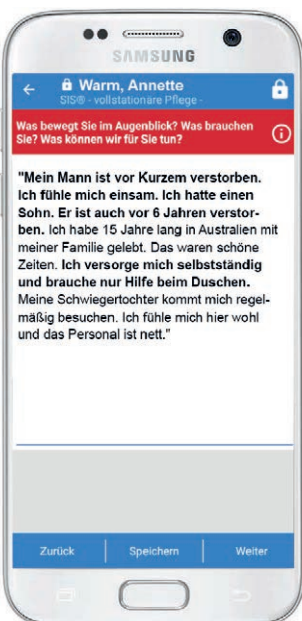 SAMSUNG
Warm, Annette
SIS® - vollstationäre Pflege -
Was bewegt Sie im Augenblick? Was brauchen
Sie? Was können wir für Sie tun?
"Mein Mann ist vor Kurzem verstorben.
Ich fühle mich einsam. Ich hatte einen
Sohn. Er ist auch vor 6 Jahren verstor-
ben. Ich habe 15 Jahre lang in Australien mit
meiner Familie gelebt. Das waren schöne
Zeiten. Ich versorge mich selbstständig
und brauche nur Hilfe beim Duschen.
Meine Schwiegertochter kommt mich regel-
mäßig besuchen. Ich fühle mich hier wohl
und das Personal ist nett."
Zurück
Speichern
Weiter